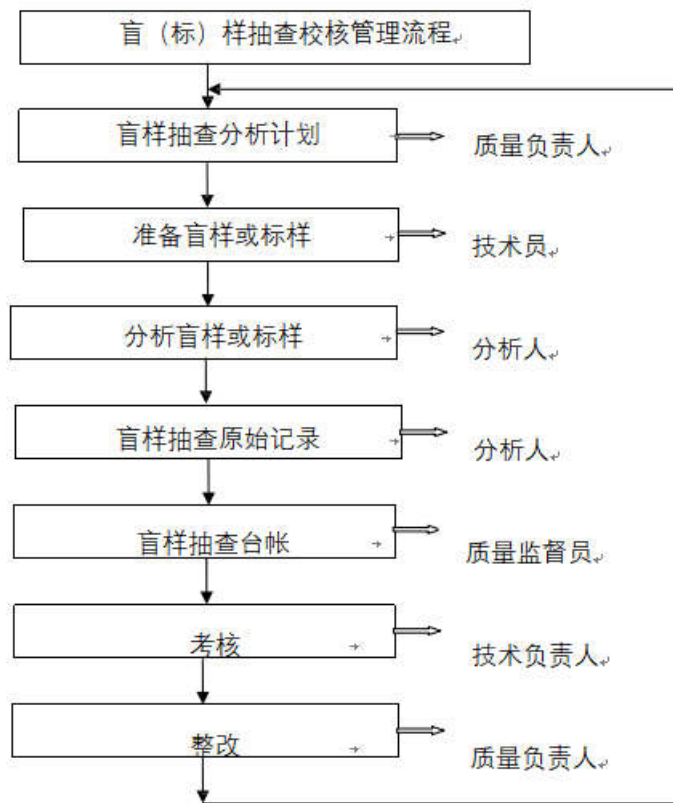 盲（标）样抽查校核管理流程
盲样抽查分析计划
质量负责人
准备盲样或标样
技术员
分析盲样或标样
分析人
盲样抽查原始记录
分析人
盲样抽查台帐
质量监督员
考核
技术负责人
整改
质量负责人